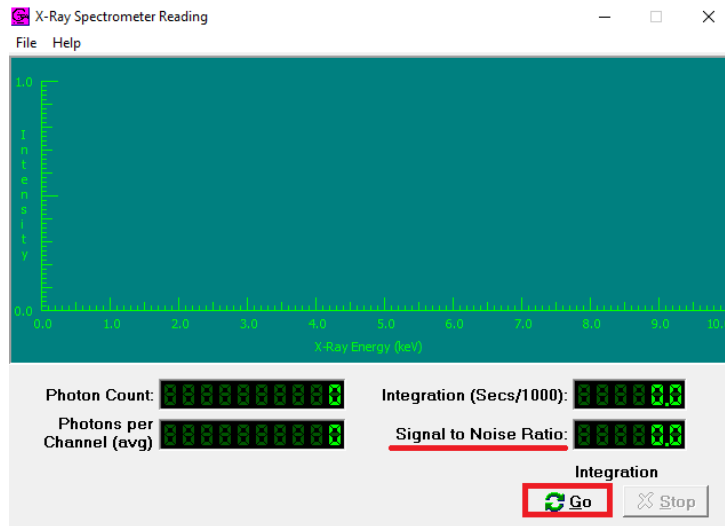 X-Ray Spectrometer Reading
File Help
1.0
Intensity
0.0
0.0 1.0 2.0 3.0 4.0 5.0 6.0 7.0 8.0 9.0 10.
X-Ray Energy (keV)
Photon Count: 0 Integration (Secs/1000): 0.0
Photons per
Channel (avg) 0 Signal to Noise Ratio: 0.0
Integration
Go Stop